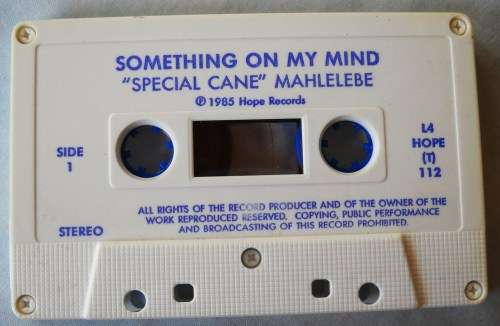 SOMETHING ON MY MIND
"SPECIAL CANE" MAHLELEBE
℗ 1985 Hope Records
SIDE
1
L4
HOPE
(T)
112
ALL RIGHTS OF THE RECORD PRODUCER AND OF THE OWNER OF THE
WORK REPRODUCED RESERVED. COPYING, PUBLIC PERFORMANCE
AND BROADCASTING OF THIS RECORD PROHIBITED.
STEREO